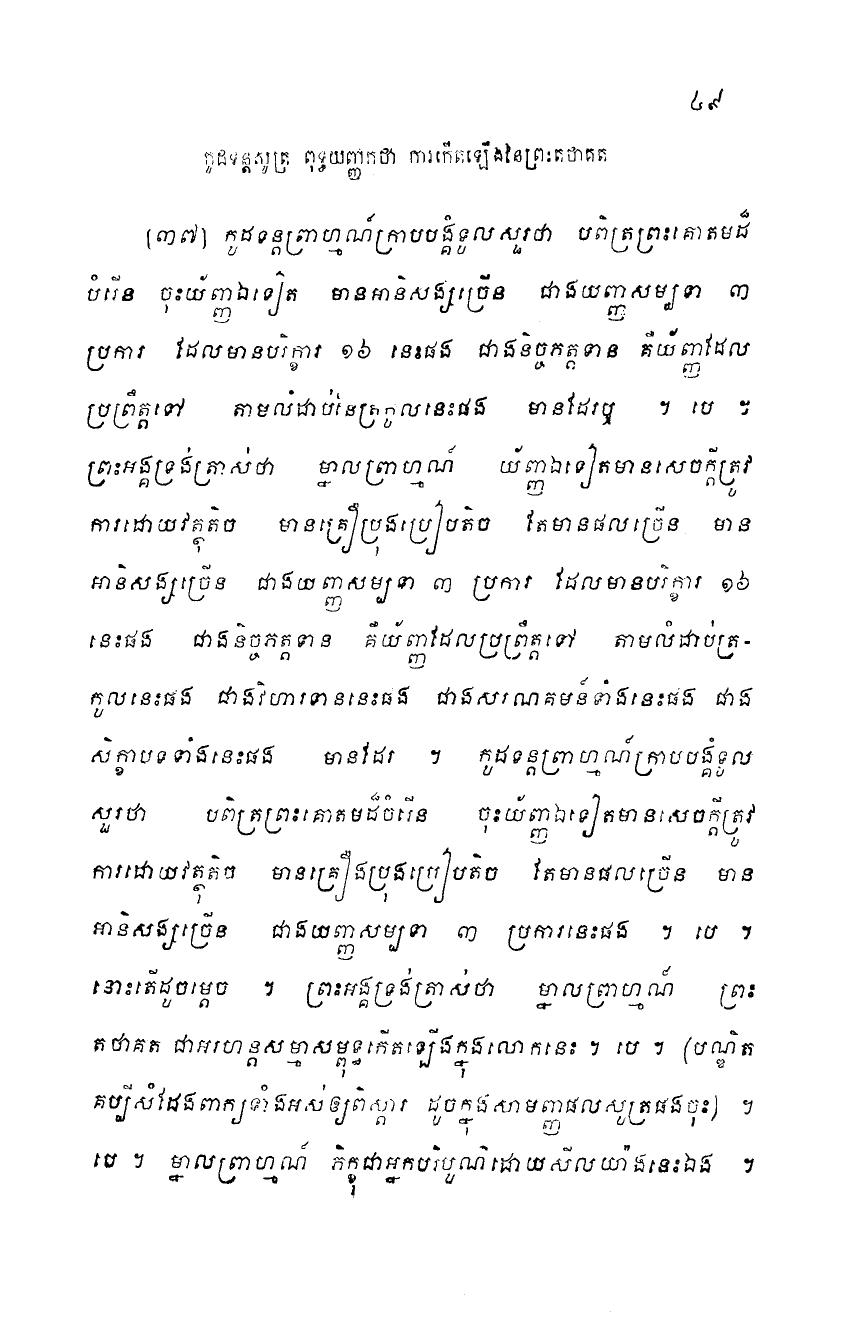 ៤៩
កូដទន្តសូត្រ ពុទ្ធយញ្ញកថា ការកើតឡើងនៃព្រះតថាគត
(៣៧) កូដទន្តព្រាហ្មណ៍ក្រាបបង្គំទូលសួរថា បពិត្រព្រះគោតមដ៏
ចំរើន ចុះយ័ញ្ញឯទៀត មានអានិសង្សច្រើន ជាងយញ្ញសម្បទា ៣
ប្រការ ដែលមានបរិក្ខារ ១៦ នេះផង ជាងនិច្ចភត្តទាន គឺយ័ញ្ញដែល
ប្រព្រឹត្តទៅ តាមលំដាប់នៃត្រកូលនេះផង មានដែរឬ ។ បេ ។
ព្រះអង្គទ្រង់ត្រាស់ថា ម្នាលព្រាហ្មណ៍ យ័ញ្ញឯទៀតមានសេចក្តីត្រូវ
ការដោយវត្ថុតិច មានគ្រឿប្រុងប្រៀបតិច តែមានផលច្រើន មាន
អានិសង្សច្រើន ជាងយញ្ញសម្បទា ៣ ប្រការ ដែលមានបរិក្ខារ ១៦
នេះផង ជាងនិច្ចភត្តទាន គឺយ័ញ្ញដែលប្រព្រឹត្តទៅ តាមលំដាប់ត្រ-
កូលនេះផង ជាងវិហារទាននេះផង ជាងសរណគមន៍ទាំងនេះផង ជាង
សិក្ខាបទទាំងនេះផង មានដែរ ។ កូដទន្តព្រាហ្មណ៍ក្រាបបង្គំទូល
សួរថា បពិត្រព្រះគោតមដ៏ចំរើន ចុះយ័ញ្ញឯទៀតមានសេចក្តីត្រូវ
ការដោយវត្ថុតិច មានគ្រឿងប្រុងប្រៀបតិច តែមានផលច្រើន មាន
អានិសង្សច្រើន ជាងយញ្ញសម្បទា ៣ ប្រការនេះផង ។ បេ ។
នោះតើដូចម្តេច ។ ព្រះអង្គទ្រង់ត្រាស់ថា ម្នាលព្រាហ្មណ៍ ព្រះ
តថាគត ជាអរហន្តសម្មាសម្ពុទ្ធកើតឡើងក្នុងលោកនេះ ។ បេ ។ (បណ្ឌិត
គប្បីសំដែងពាក្យទាំងអស់ឲ្យពិស្តារ ដូចក្នុងសាមញ្ញផលសូត្រផងចុះ) ។
បេ ។ ម្នាលព្រាហ្មណ៍ ភិក្ខុជាអ្នកបរិបូណ៌ដោយសីលយ៉ាងនេះឯង ។